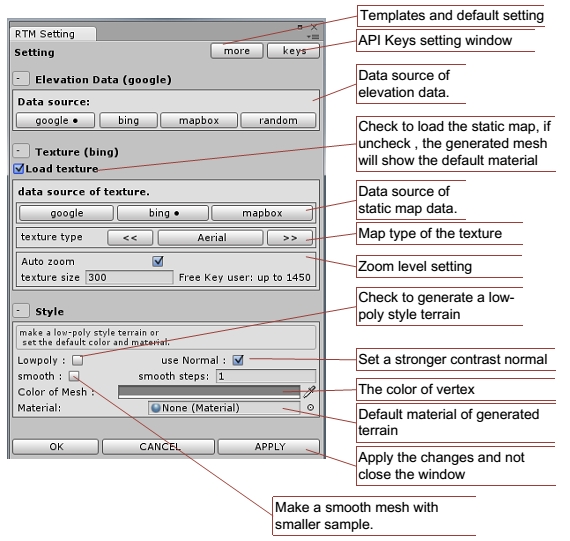 Templates and default setting
RTM Setting
Setting
more
keys
API Keys setting window
- Elevation Data (google)
Data source:
google ● bing mapbox random
Data source of
elevation data.
- Texture (bing)
Load texture
Check to load the static map, if
uncheck , the generated mesh
will show the default material
data source of texture.
google bing ● mapbox
Data source of
static map data.
texture type << Aerial >>
Map type of the texture
Auto zoom
texture size 300 Free Key user: up to 1450
Zoom level setting
- Style
Check to generate a low-
poly style terrain
make a low-poly style terrain or
set the default color and material.
Lowpoly : use Normal :
Set a stronger contrast normal
smooth : smooth steps: 1
Color of Mesh :
The color of vertex
Material: None (Material)
Default material of generated
terrain
OK CANCEL APPLY
Apply the changes and not
close the window
Make a smooth mesh with
smaller sample.